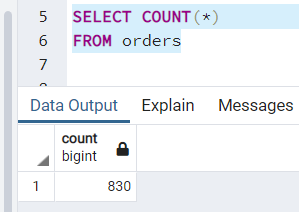 5 SELECT COUNT(*)
6 FROM orders
7
Data Output Explain Messages
count
bigint
1 830